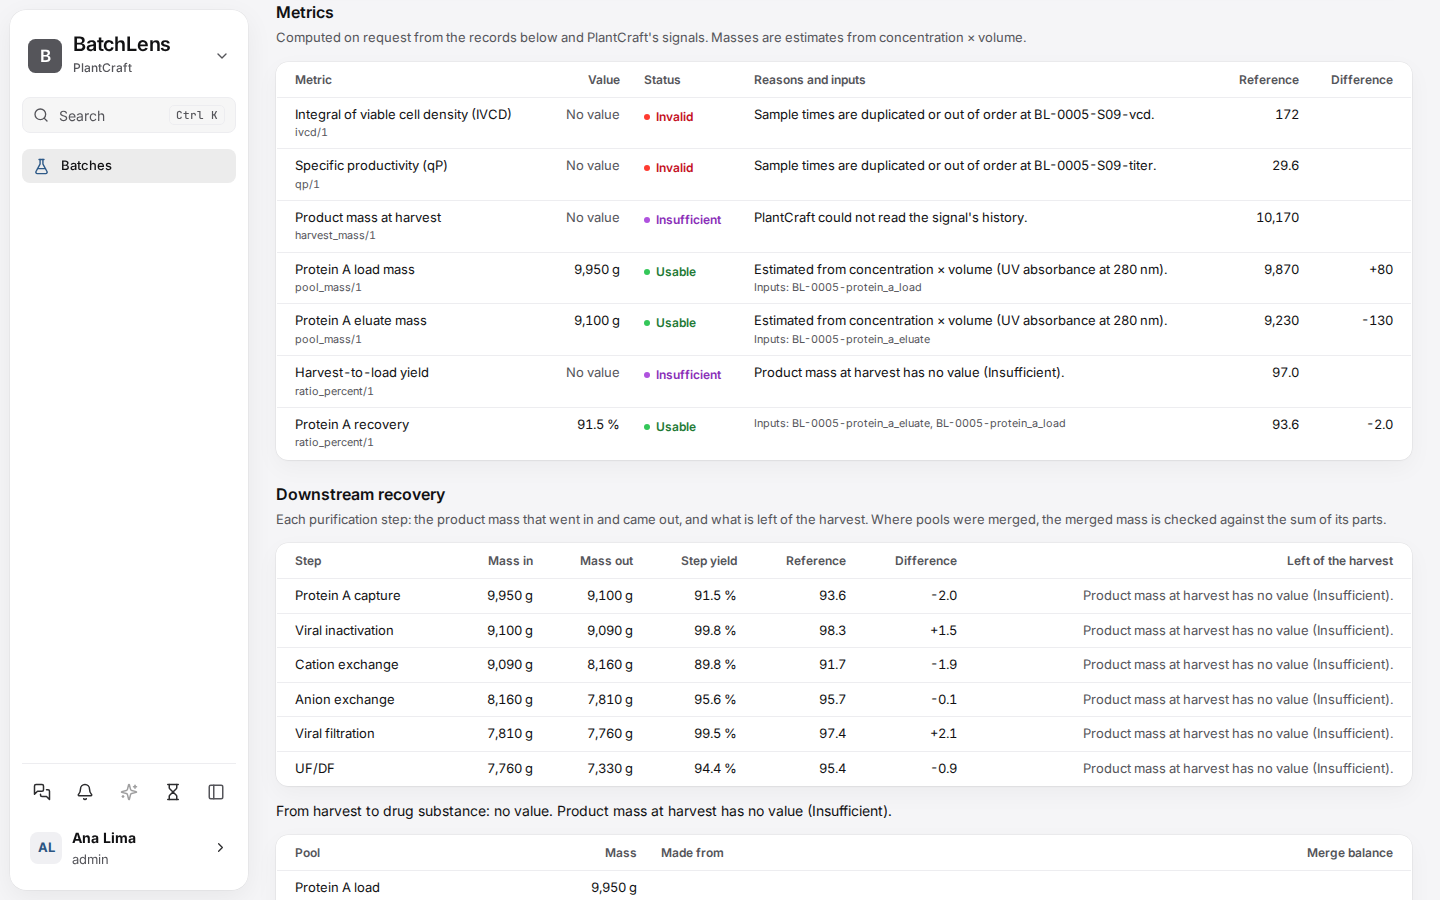 B
BatchLens
PlantCraft
Search
Ctrl K
Batches
Ana Lima
AL
admin
Metrics
Computed on request from the records below and PlantCraft's signals. Masses are estimates from concentration × volume.
Metric Value Status Reasons and inputs Reference Difference
Integral of viable cell density (IVCD) No value Invalid Sample times are duplicated or out of order at BL-0005-S09-vcd. 172
ivcd/1
Specific productivity (qP) No value Invalid Sample times are duplicated or out of order at BL-0005-S09-titer. 29.6
qp/1
Product mass at harvest No value Insufficient PlantCraft could not read the signal's history. 10,170
harvest_mass/1
Protein A load mass 9,950 g Usable Estimated from concentration × volume (UV absorbance at 280 nm). 9,870 +80
pool_mass/1 Inputs: BL-0005-protein_a_load
Protein A eluate mass 9,100 g Usable Estimated from concentration × volume (UV absorbance at 280 nm). 9,230 -130
pool_mass/1 Inputs: BL-0005-protein_a_eluate
Harvest-to-load yield No value Insufficient Product mass at harvest has no value (Insufficient). 97.0
ratio_percent/1
Protein A recovery 91.5 % Usable Inputs: BL-0005-protein_a_eluate, BL-0005-protein_a_load 93.6 -2.0
ratio_percent/1
Downstream recovery
Each purification step: the product mass that went in and came out, and what is left of the harvest. Where pools were merged, the merged mass is checked against the sum of its parts.
Step Mass in Mass out Step yield Reference Difference Left of the harvest
Protein A capture 9,950 g 9,100 g 91.5 % 93.6 -2.0 Product mass at harvest has no value (Insufficient).
Viral inactivation 9,100 g 9,090 g 99.8 % 98.3 +1.5 Product mass at harvest has no value (Insufficient).
Cation exchange 9,090 g 8,160 g 89.8 % 91.7 -1.9 Product mass at harvest has no value (Insufficient).
Anion exchange 8,160 g 7,810 g 95.6 % 95.7 -0.1 Product mass at harvest has no value (Insufficient).
Viral filtration 7,810 g 7,760 g 99.5 % 97.4 +2.1 Product mass at harvest has no value (Insufficient).
UF/DF 7,760 g 7,330 g 94.4 % 95.4 -0.9 Product mass at harvest has no value (Insufficient).
From harvest to drug substance: no value. Product mass at harvest has no value (Insufficient).
Pool Mass Made from Merge balance
Protein A load 9,950 g